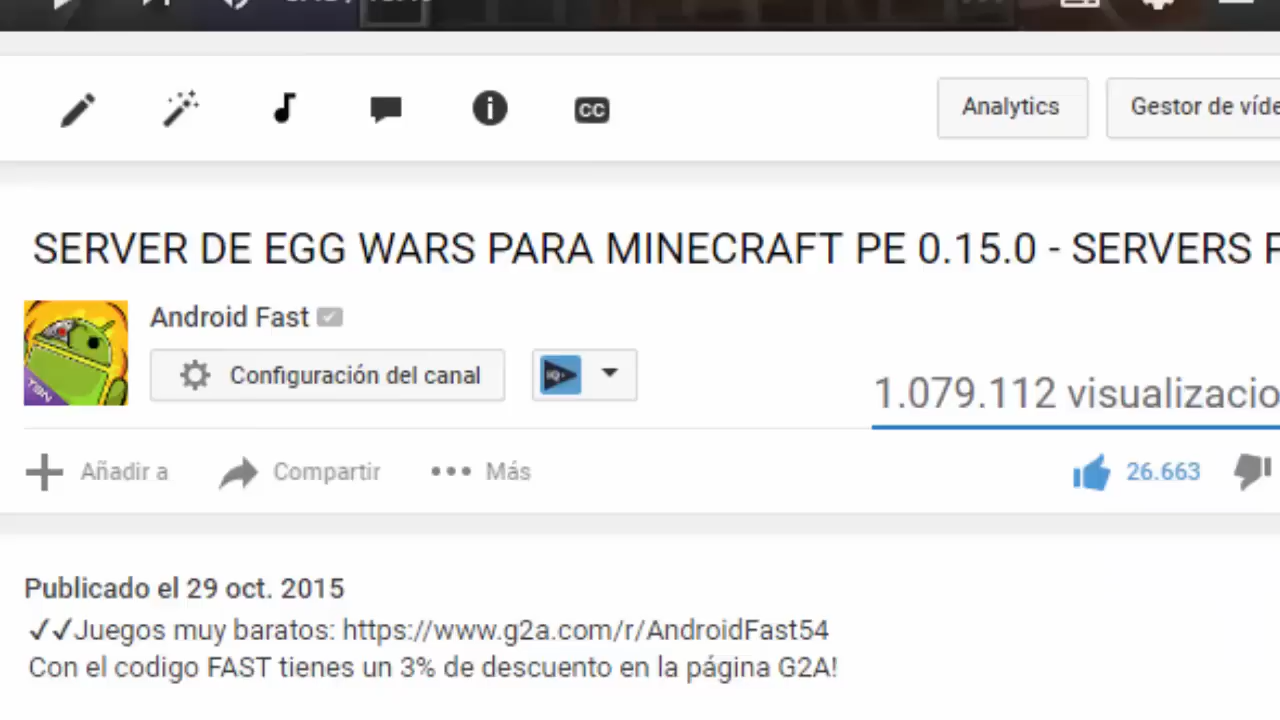 CC
Analytics
Gestor de víde
SERVER DE EGG WARS PARA MINECRAFT PE 0.15.0 - SERVERS P
Android Fast
TGN
Configuración del canal
1.079.112 visualizacio
Añadir a
Compartir
Más
26.663
Publicado el 29 oct. 2015
✓✓Juegos muy baratos: https://www.g2a.com/r/AndroidFast54
Con el codigo FAST tienes un 3% de descuento en la página G2A!